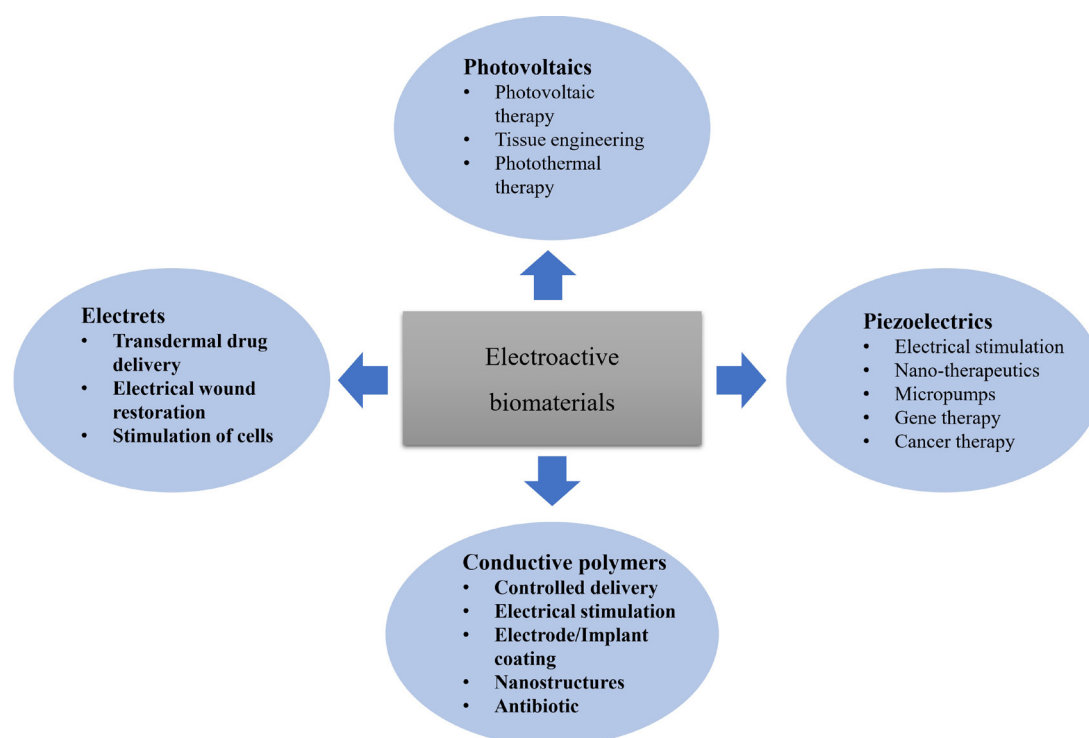 Photovoltaics
• Photovoltaic
therapy
• Tissue engineering
• Photothermal
therapy
Electrets
• Transdermal drug
delivery
• Electrical wound
restoration
• Stimulation of cells
Electroactive
biomaterials
Piezoelectrics
• Electrical stimulation
• Nano-therapeutics
• Micropumps
• Gene therapy
• Cancer therapy
Conductive polymers
• Controlled delivery
• Electrical stimulation
• Electrode/Implant
coating
• Nanostructures
• Antibiotic